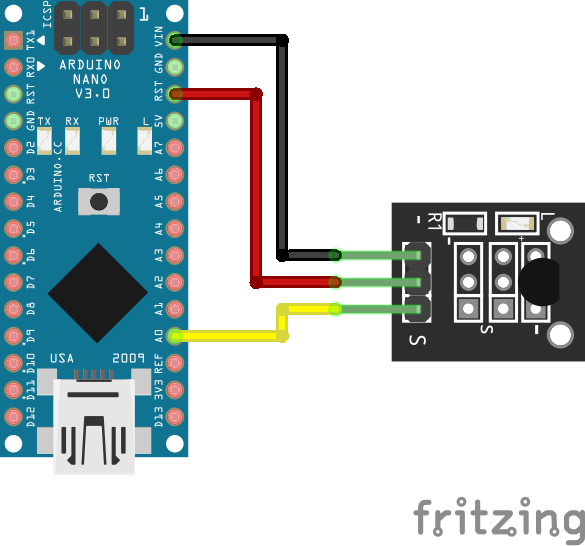 ICSP
1
TX1
RX0
RST
GND
D2
D3
D4
D5
D6
D7
D8
D9
D10
D11
D12
ARDUINO
NANO
V3.0
TX RX PWR L
ARDUINO.CC
RST
USA 2009
VIN
GND
RST
5V
A7
A6
A5
A4
A3
A2
A1
A0
REF
3V3
D13
- R1 L
+
-
S
S
-
fritzing